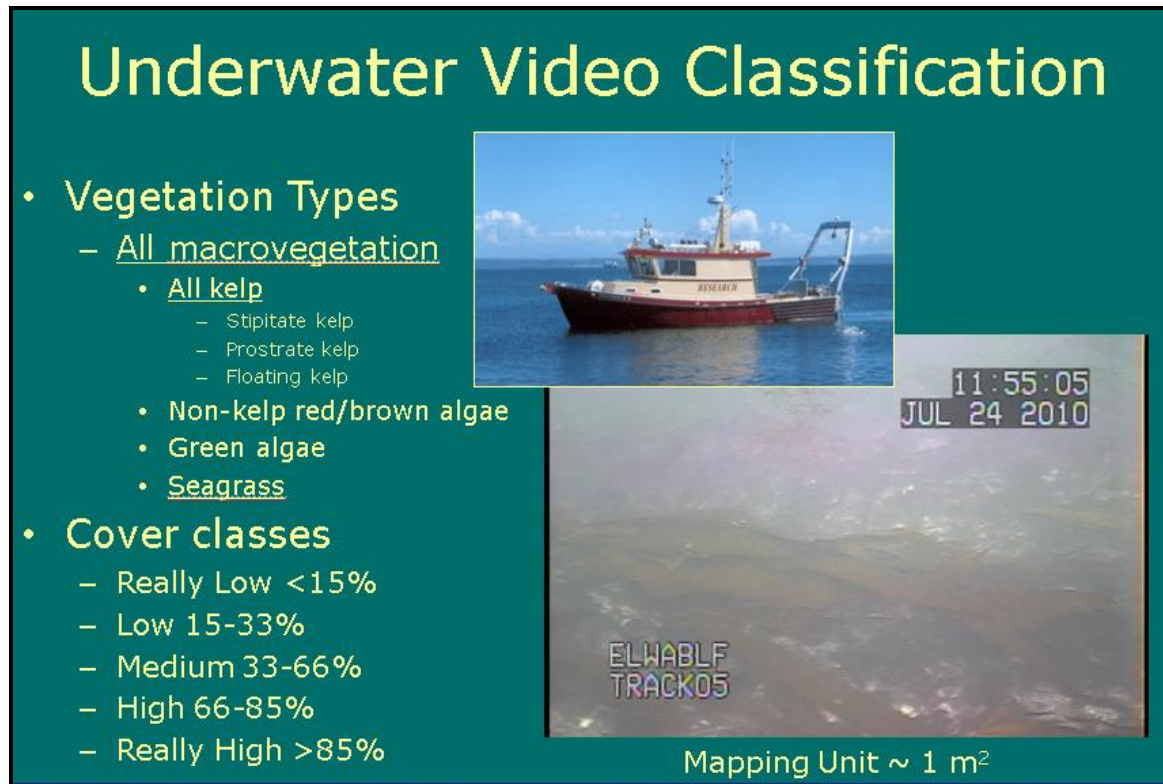 Underwater Video Classification
• Vegetation Types
– All macrovegetation
• All kelp
– Stipitate kelp
– Prostrate kelp
– Floating kelp
• Non-kelp red/brown algae
• Green algae
• Seagrass
• Cover classes
– Really Low <15%
– Low 15-33%
– Medium 33-66%
– High 66-85%
– Really High >85%
RESEARCH
11:55:05
JUL 24 2010
ELWABLF
TRACK05
Mapping Unit ~ 1 m²